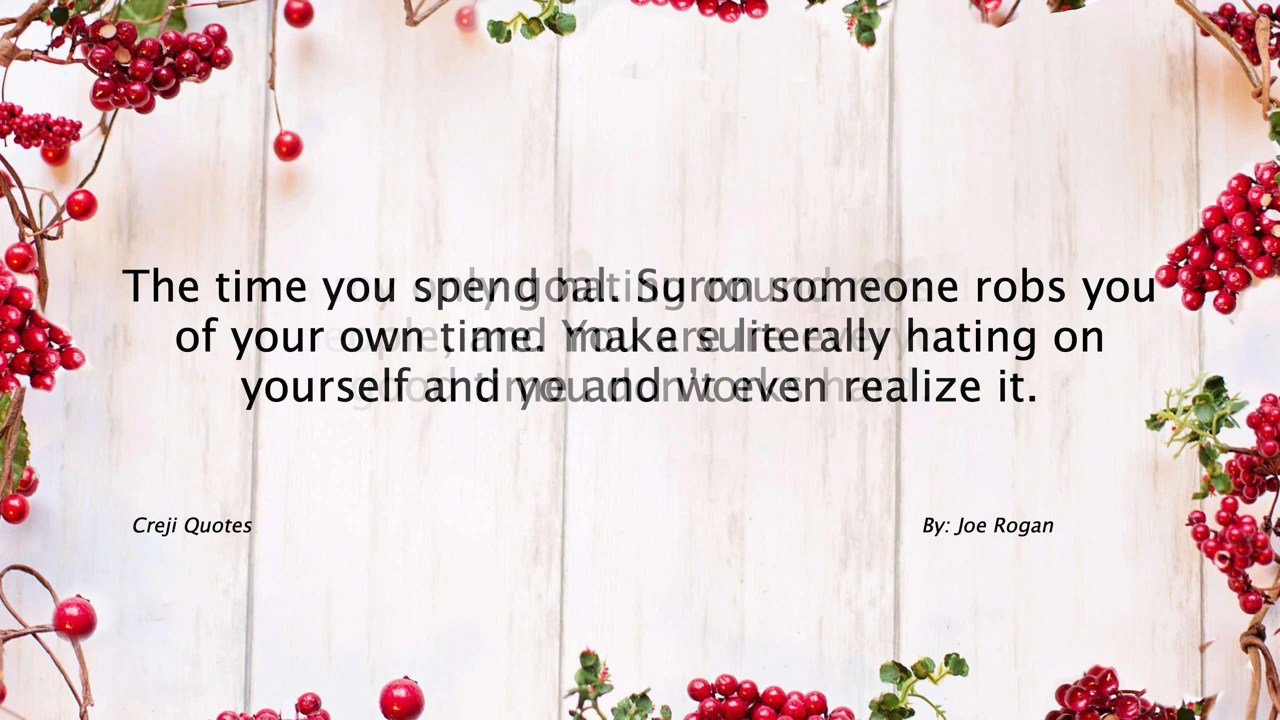 The time you spend hating on someone robs you
of your own time. You are literally hating on
yourself and you don't even realize it.
Creji Quotes
By: Joe Rogan